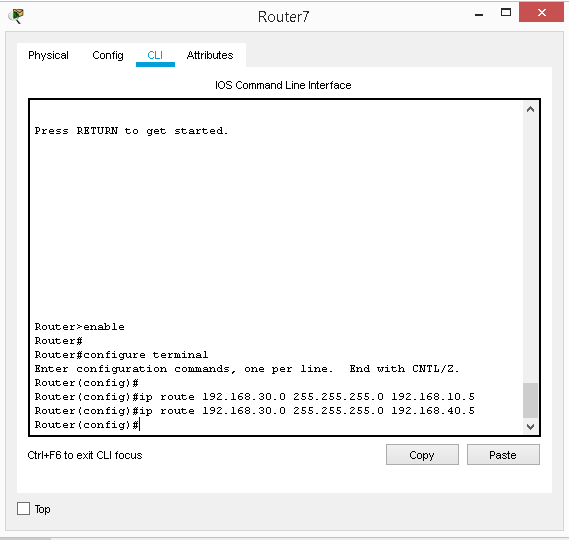 Router7
Physical Config CLI Attributes
IOS Command Line Interface
Press RETURN to get started.
Router>enable
Router#
Router#configure terminal
Enter configuration commands, one per line.  End with CNTL/Z.
Router(config)#
Router(config)#ip route 192.168.30.0 255.255.255.0 192.168.10.5
Router(config)#ip route 192.168.30.0 255.255.255.0 192.168.40.5
Router(config)#
Ctrl+F6 to exit CLI focus
Copy Paste
Top